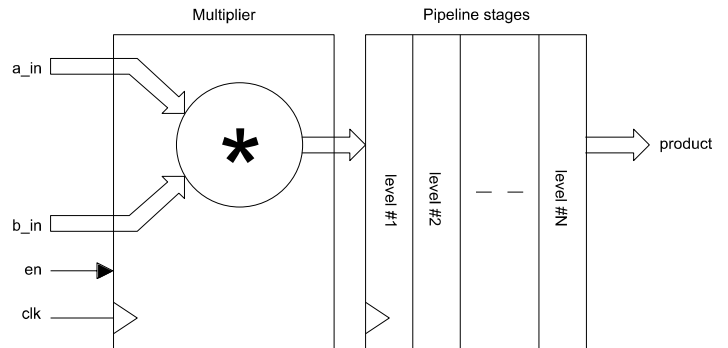 Multiplier
Pipeline stages
a_in
*
product
level #1
level #2
level #N
b_in
en
clk